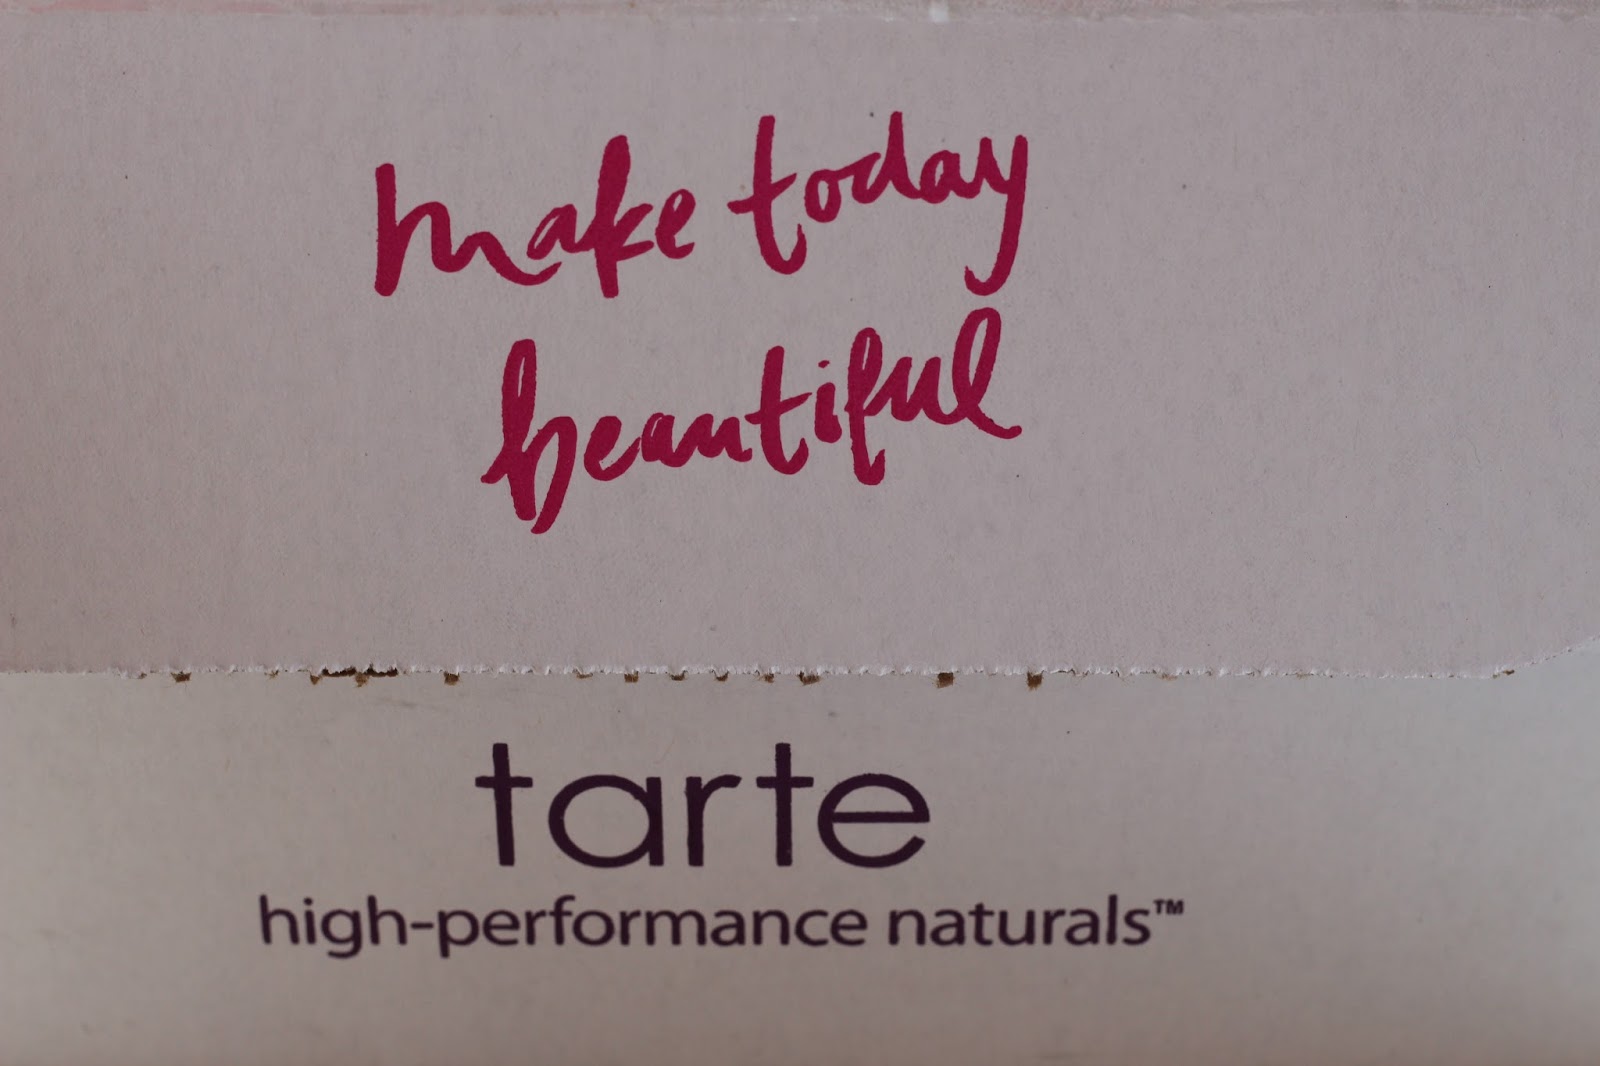 make today
beautiful
tarte
high-performance naturals™